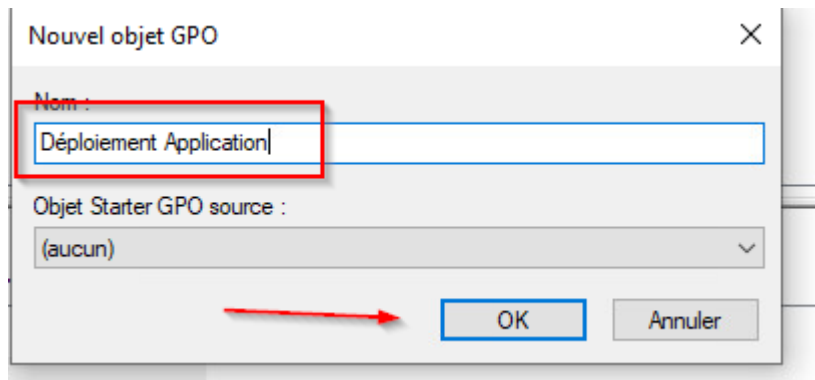 Nouvel objet GPO
Nom :
Déploiement Application
Objet Starter GPO source :
(aucun)
OK
Annuler